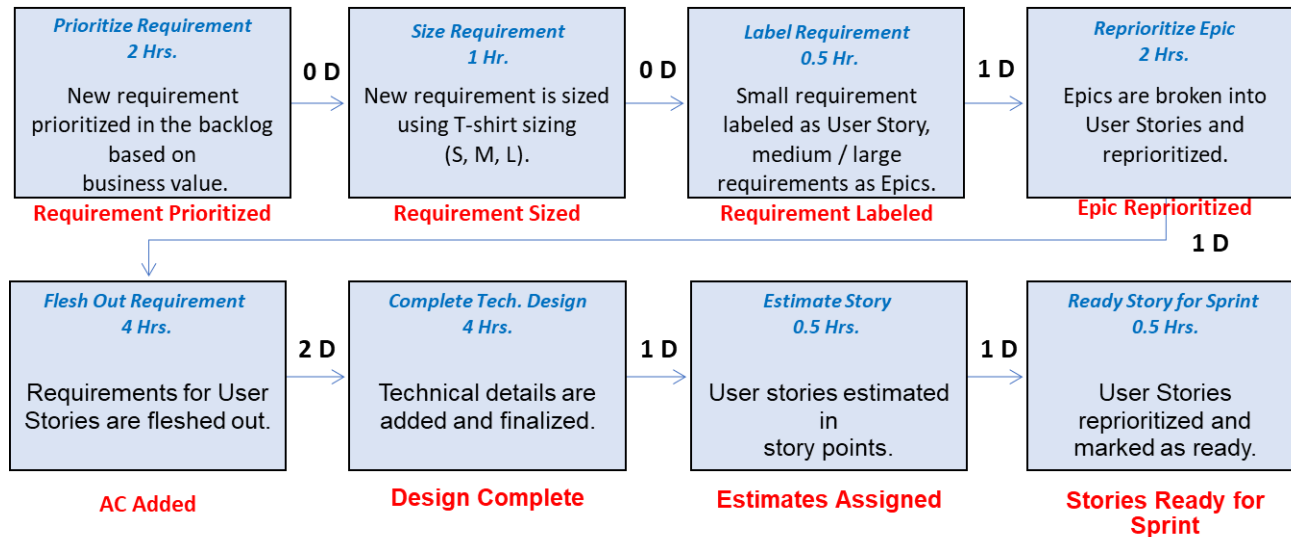 Prioritize Requirement
2 Hrs.
New requirement
prioritized in the backlog
based on
business value.
Requirement Prioritized
0 D
Size Requirement
1 Hr.
New requirement is sized
using T-shirt sizing
(S, M, L).
Requirement Sized
0 D
Label Requirement
0.5 Hr.
Small requirement
labeled as User Story,
medium / large
requirements as Epics.
Requirement Labeled
1 D
Reprioritize Epic
2 Hrs.
Epics are broken into
User Stories and
reprioritized.
Epic Reprioritized
1 D
Flesh Out Requirement
4 Hrs.
Requirements for User
Stories are fleshed out.
AC Added
2 D
Complete Tech. Design
4 Hrs.
Technical details are
added and finalized.
Design Complete
1 D
Estimate Story
0.5 Hrs.
User stories estimated
in
story points.
Estimates Assigned
1 D
Ready Story for Sprint
0.5 Hrs.
User Stories
reprioritized and
marked as ready.
Stories Ready for
Sprint